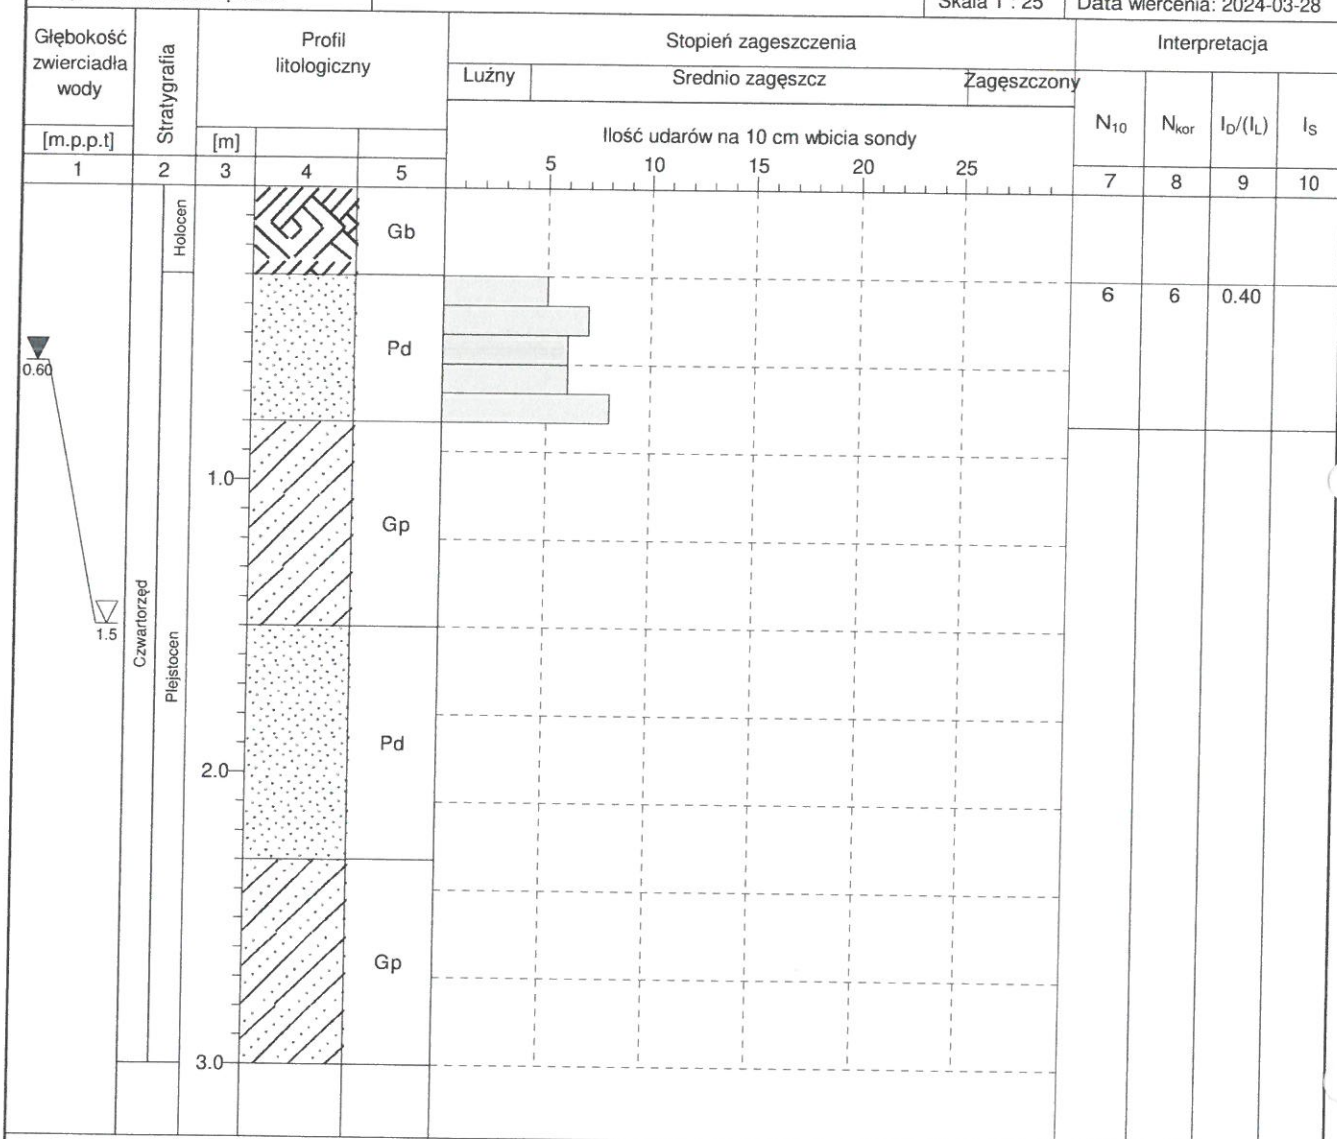 Skala 1 : 25 Data wiercenia: 2024-03-28
Głębokość
zwierciadła
wody
[m.p.p.t]
Stratygrafia
Profil
litologiczny
[m]
Stopień zageszczenia
Luźny Srednio zagęszcz Zagęszczony
Ilość udarów na 10 cm wbicia sondy
5 10 15 20 25
Interpretacja
N10 Nkor ID/(IL) IS
1 2 3 4 5 7 8 9 10
Holocen
Gb
6 6 0.40
Pd
0.60
1.0
Gp
1.5
Czwartorzęd
Plejstocen
Pd
2.0
Gp
3.0